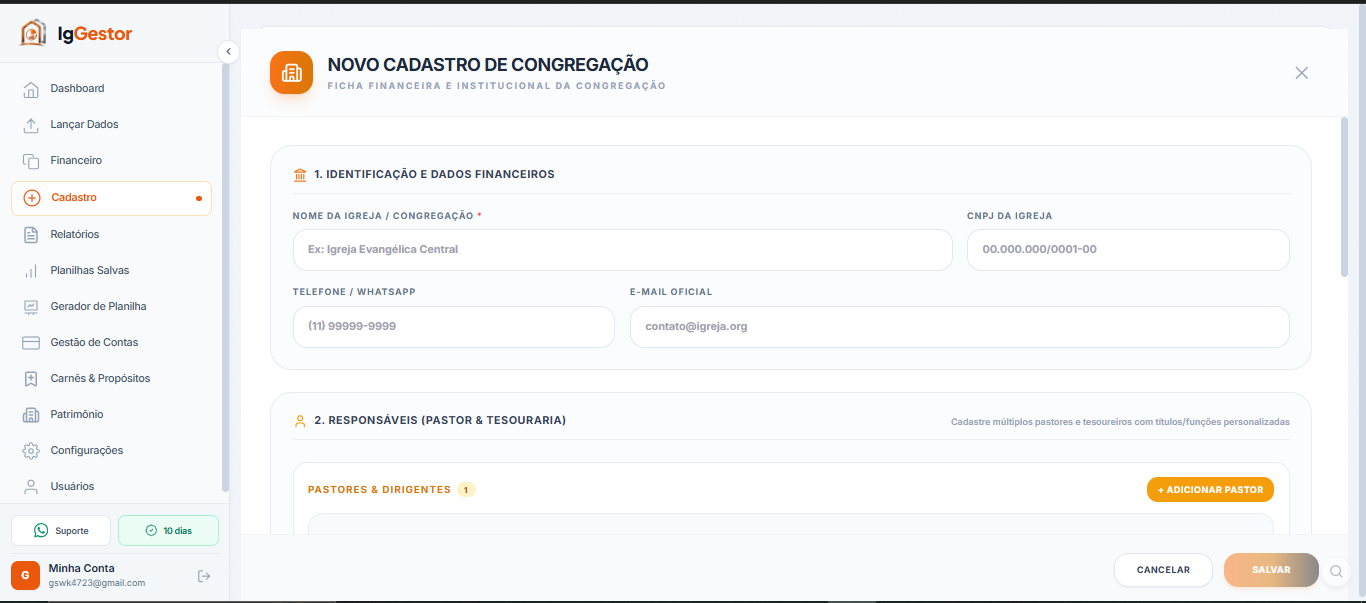 IgGestor
Dashboard
Lançar Dados
Financeiro
Cadastro
Relatórios
Planilhas Salvas
Gerador de Planilha
Gestão de Contas
Carnês & Propósitos
Patrimônio
Configurações
Usuários
Suporte
10 dias
G
Minha Conta
gswk4723@gmail.com
NOVO CADASTRO DE CONGREGAÇÃO
FICHA FINANCEIRA E INSTITUCIONAL DA CONGREGAÇÃO
1. IDENTIFICAÇÃO E DADOS FINANCEIROS
NOME DA IGREJA / CONGREGAÇÃO * CNPJ DA IGREJA
Ex: Igreja Evangélica Central 00.000.000/0001-00
TELEFONE / WHATSAPP E-MAIL OFICIAL
(11) 99999-9999 contato@igreja.org
2. RESPONSÁVEIS (PASTOR & TESOURARIA) Cadastre múltiplos pastores e tesoureiros com títulos/funções personalizadas
PASTORES & DIRIGENTES 1 + ADICIONAR PASTOR
CANCELAR SALVAR